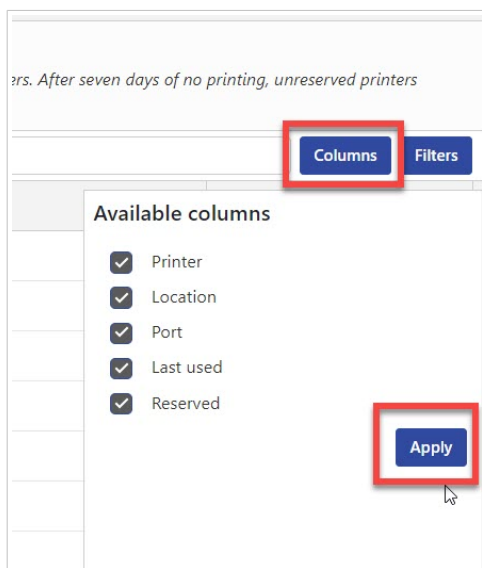 ers. After seven days of no printing, unreserved printers
Columns
Filters
Available columns
Printer
Location
Port
Last used
Reserved
Apply